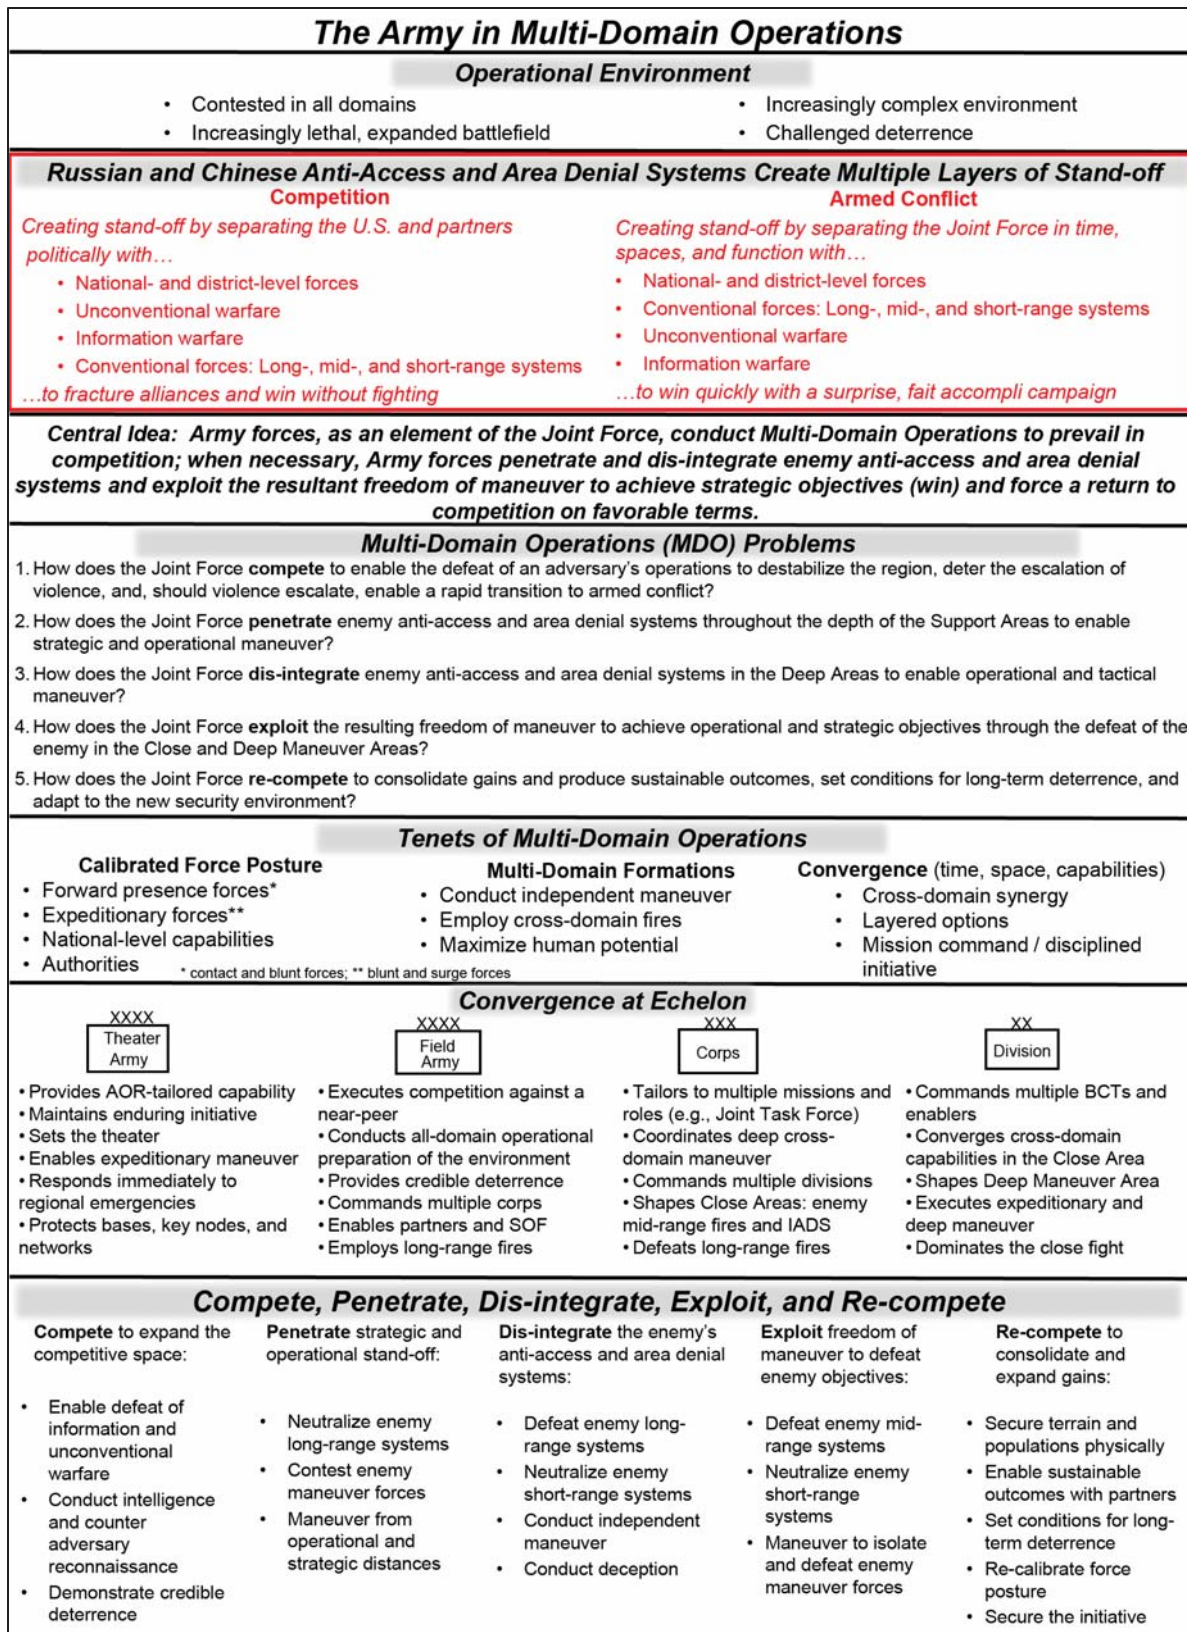 The Army in Multi-Domain Operations
Operational Environment
• Contested in all domains
• Increasingly lethal, expanded battlefield
• Increasingly complex environment
• Challenged deterrence
Russian and Chinese Anti-Access and Area Denial Systems Create Multiple Layers of Stand-off
Competition
Creating stand-off by separating the U.S. and partners
politically with…
• National- and district-level forces
• Unconventional warfare
• Information warfare
• Conventional forces: Long-, mid-, and short-range systems
…to fracture alliances and win without fighting
Armed Conflict
Creating stand-off by separating the Joint Force in time,
spaces, and function with…
• National- and district-level forces
• Conventional forces: Long-, mid-, and short-range systems
• Unconventional warfare
• Information warfare
…to win quickly with a surprise, fait accompli campaign
Central Idea: Army forces, as an element of the Joint Force, conduct Multi-Domain Operations to prevail in
competition; when necessary, Army forces penetrate and dis-integrate enemy anti-access and area denial
systems and exploit the resultant freedom of maneuver to achieve strategic objectives (win) and force a return to
competition on favorable terms.
Multi-Domain Operations (MDO) Problems
1. How does the Joint Force compete to enable the defeat of an adversary's operations to destabilize the region, deter the escalation of
violence, and, should violence escalate, enable a rapid transition to armed conflict?
2. How does the Joint Force penetrate enemy anti-access and area denial systems throughout the depth of the Support Areas to enable
strategic and operational maneuver?
3. How does the Joint Force dis-integrate enemy anti-access and area denial systems in the Deep Areas to enable operational and tactical
maneuver?
4. How does the Joint Force exploit the resulting freedom of maneuver to achieve operational and strategic objectives through the defeat of the
enemy in the Close and Deep Maneuver Areas?
5. How does the Joint Force re-compete to consolidate gains and produce sustainable outcomes, set conditions for long-term deterrence, and
adapt to the new security environment?
Tenets of Multi-Domain Operations
Calibrated Force Posture
• Forward presence forces*
• Expeditionary forces**
• National-level capabilities
• Authorities
* contact and blunt forces; ** blunt and surge forces
Multi-Domain Formations
• Conduct independent maneuver
• Employ cross-domain fires
• Maximize human potential
Convergence (time, space, capabilities)
• Cross-domain synergy
• Layered options
• Mission command / disciplined
initiative
Convergence at Echelon
XXXX
Theater
Army
• Provides AOR-tailored capability
• Maintains enduring initiative
• Sets the theater
• Enables expeditionary maneuver
• Responds immediately to
regional emergencies
• Protects bases, key nodes, and
networks
XXXX
Field
Army
• Executes competition against a
near-peer
• Conducts all-domain operational
preparation of the environment
• Provides credible deterrence
• Commands multiple corps
• Enables partners and SOF
• Employs long-range fires
XXX
Corps
• Tailors to multiple missions and
roles (e.g., Joint Task Force)
• Coordinates deep cross-
domain maneuver
• Commands multiple divisions
• Shapes Close Areas: enemy
mid-range fires and IADS
• Defeats long-range fires
XX
Division
• Commands multiple BCTs and
enablers
• Converges cross-domain
capabilities in the Close Area
• Shapes Deep Maneuver Area
• Executes expeditionary and
deep maneuver
• Dominates the close fight
Compete, Penetrate, Dis-integrate, Exploit, and Re-compete
Compete to expand the
competitive space:
• Enable defeat of
information and
unconventional
warfare
• Conduct intelligence
and counter
adversary
reconnaissance
• Demonstrate credible
deterrence
Penetrate strategic and
operational stand-off:
• Neutralize enemy
long-range systems
• Contest enemy
maneuver forces
• Maneuver from
operational and
strategic distances
Dis-integrate the enemy's
anti-access and area denial
systems:
• Defeat enemy long-
range systems
• Neutralize enemy
short-range systems
• Conduct independent
maneuver
• Conduct deception
Exploit freedom of
maneuver to defeat
enemy objectives:
• Defeat enemy mid-
range systems
• Neutralize enemy
short-range
systems
• Maneuver to isolate
and defeat enemy
maneuver forces
Re-compete to
consolidate and
expand gains:
• Secure terrain and
populations physically
• Enable sustainable
outcomes with partners
• Set conditions for long-
term deterrence
• Re-calibrate force
posture
• Secure the initiative